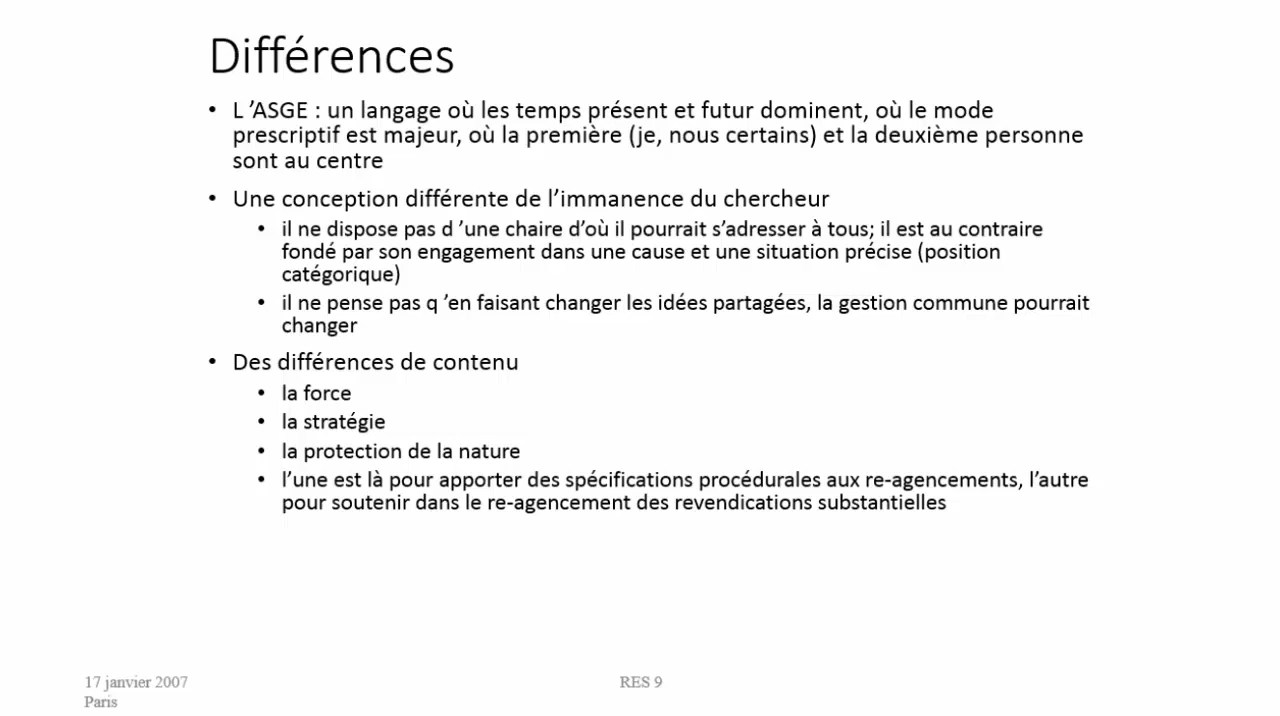 Différences
• L ’ASGE : un langage où les temps présent et futur dominent, où le mode
prescriptif est majeur, où la première (je, nous certains) et la deuxième personne
sont au centre
• Une conception différente de l’immanence du chercheur
• il ne dispose pas d ’une chaire d’où il pourrait s’adresser à tous; il est au contraire
fondé par son engagement dans une cause et une situation précise (position
catégorique)
• il ne pense pas q ’en faisant changer les idées partagées, la gestion commune pourrait
changer
• Des différences de contenu
• la force
• la stratégie
• la protection de la nature
• l’une est là pour apporter des spécifications procédurales aux re-agencements, l’autre
pour soutenir dans le re-agencement des revendications substantielles
17 janvier 2007
Paris
RES 9